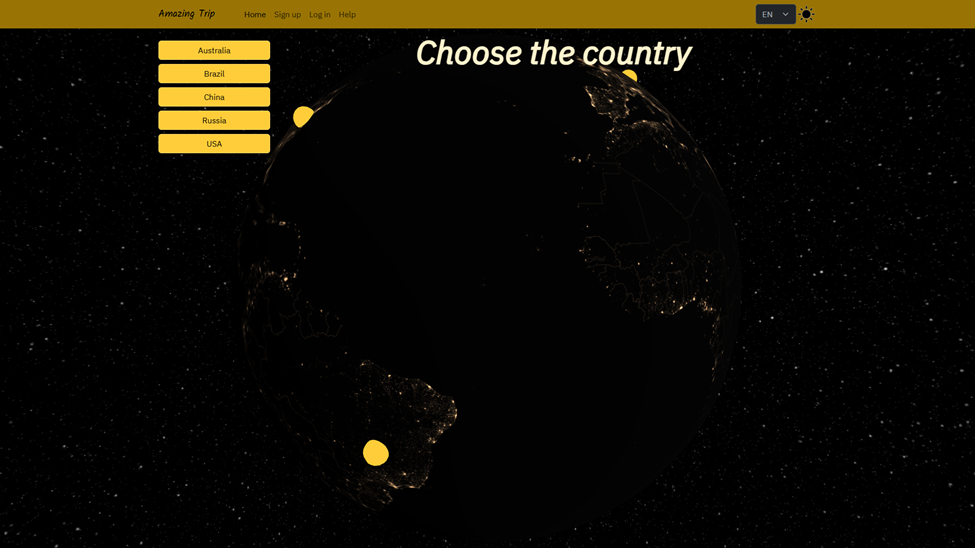 Amazing Trip
Home Sign up Log in Help
EN
Choose the country
Australia
Brazil
China
Russia
USA